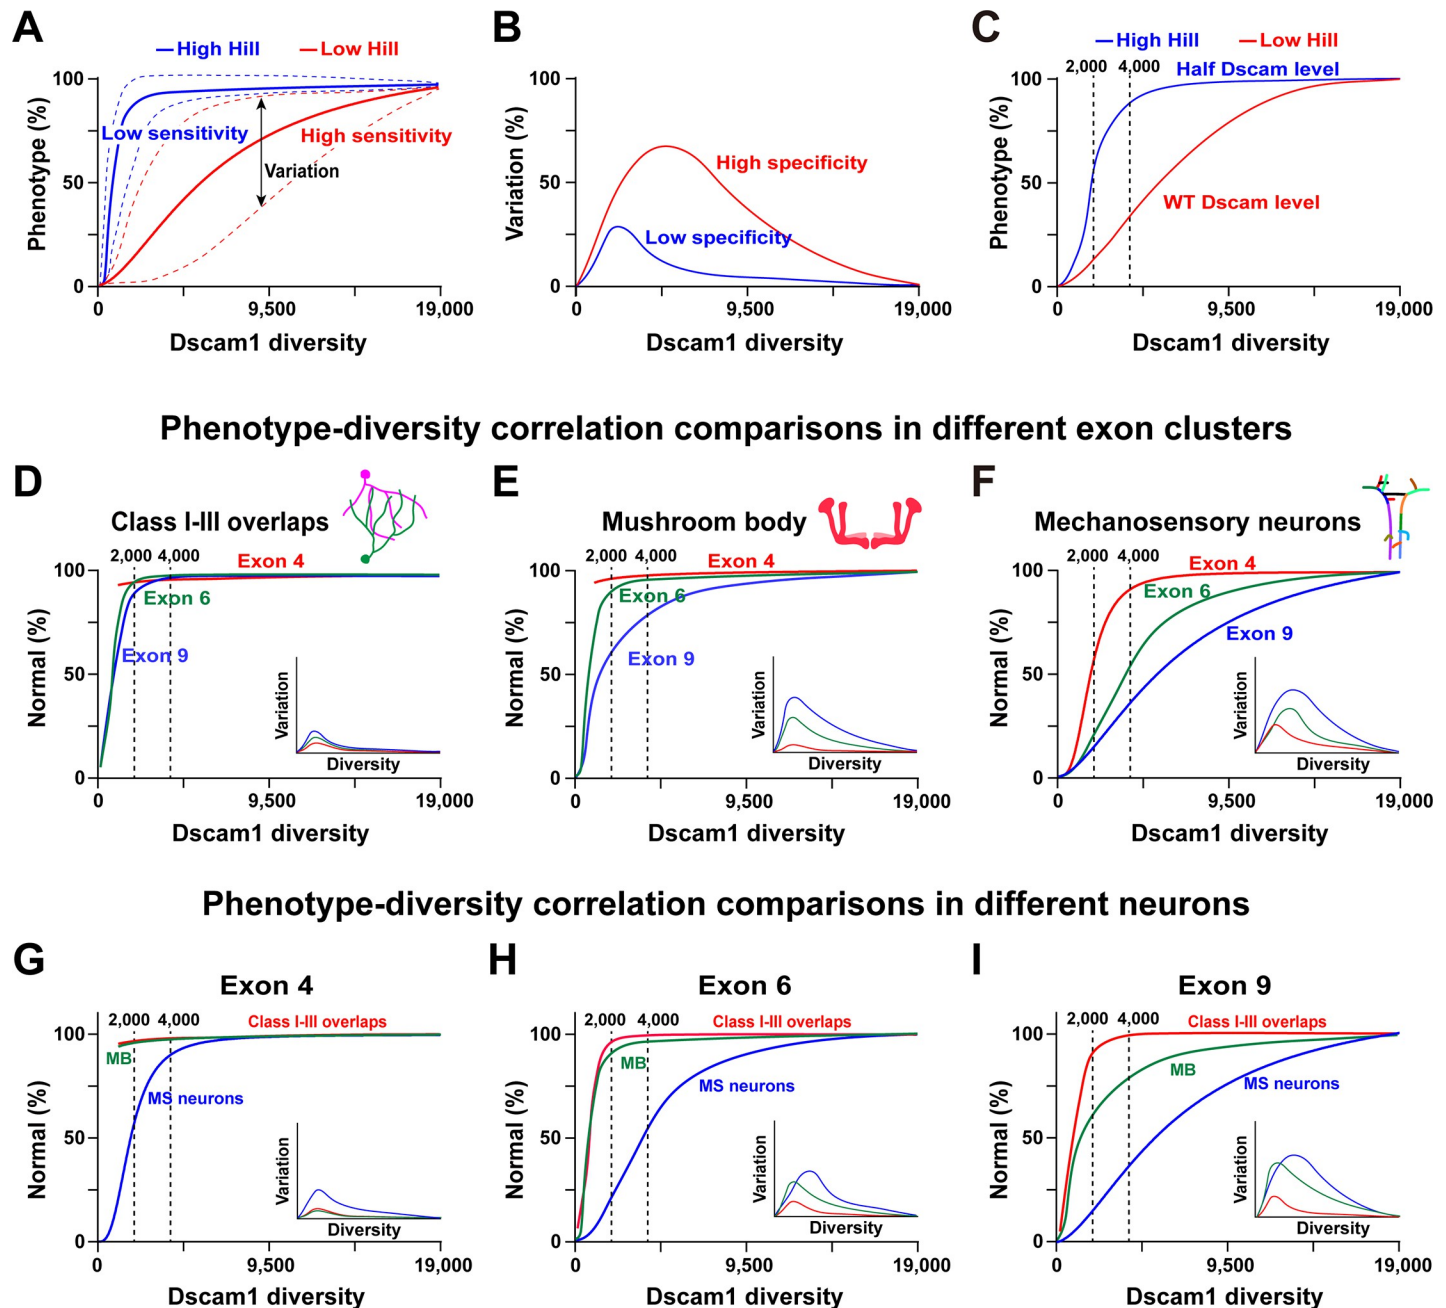 A
B
C
High Hill
Low Hill
High Hill
Low Hill
100
50
0
Phenotype (%)
Low sensitivity
High sensitivity
Variation
0
9,500
19,000
Dscam1 diversity
100
50
0
Variation (%)
High specificity
Low specificity
0
9,500
19,000
Dscam1 diversity
2,000
4,000
Half Dscam level
100
50
0
Phenotype (%)
WT Dscam level
0
9,500
19,000
Dscam1 diversity
Phenotype-diversity correlation comparisons in different exon clusters
D
Class I-III overlaps
2,000
4,000
Exon 4
Exon 6
Exon 9
100
50
0
Normal (%)
Variation
Diversity
0
9,500
19,000
Dscam1 diversity
E
Mushroom body
2,000
4,000
Exon 4
Exon 6
Exon 9
100
50
0
Normal (%)
Variation
Diversity
0
9,500
19,000
Dscam1 diversity
F
Mechanosensory neurons
2,000
4,000
Exon 4
Exon 6
Exon 9
100
50
0
Normal (%)
Variation
Diversity
0
9,500
19,000
Dscam1 diversity
Phenotype-diversity correlation comparisons in different neurons
G
Exon 4
2,000
4,000
Class I-III overlaps
MB
MS neurons
100
50
0
Normal (%)
Variation
Diversity
0
9,500
19,000
Dscam1 diversity
H
Exon 6
2,000
4,000
Class I-III overlaps
MB
MS neurons
100
50
0
Normal (%)
Variation
Diversity
0
9,500
19,000
Dscam1 diversity
I
Exon 9
2,000
4,000
Class I-III overlaps
MB
MS neurons
100
50
0
Normal (%)
Variation
Diversity
0
9,500
19,000
Dscam1 diversity